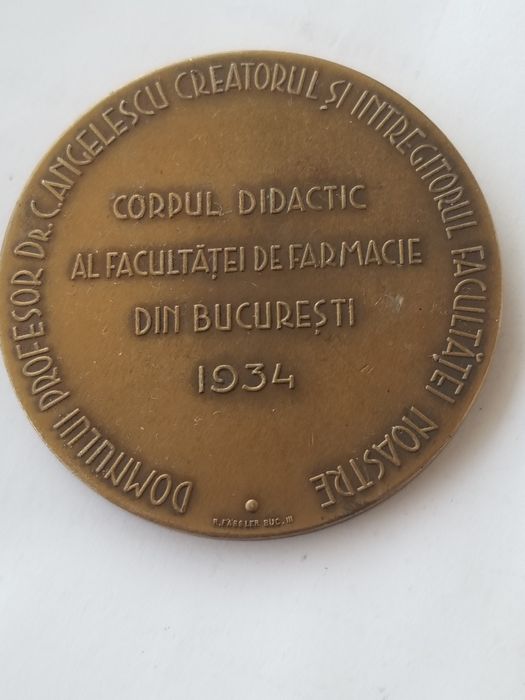 DOMNULUI PROFESOR DR. C. ANGELESCU CREATORUL ȘI INTREGITORUL FACULTĂȚEI NOASTRE
CORPUL DIDACTIC
AL FACULTĂȚEI DE FARMACIE
DIN BUCUREȘTI
1934
R. FASSLER BUC. III